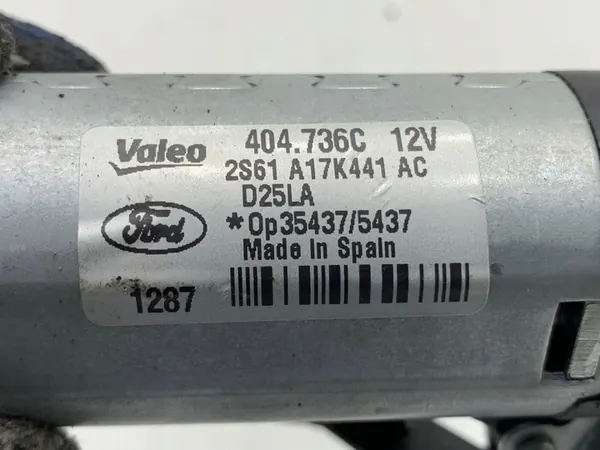 Valeo 404.736C 12V
2S61 A17K441 AC
D25LA
*Op35437/5437
Ford
Made In Spain
1287